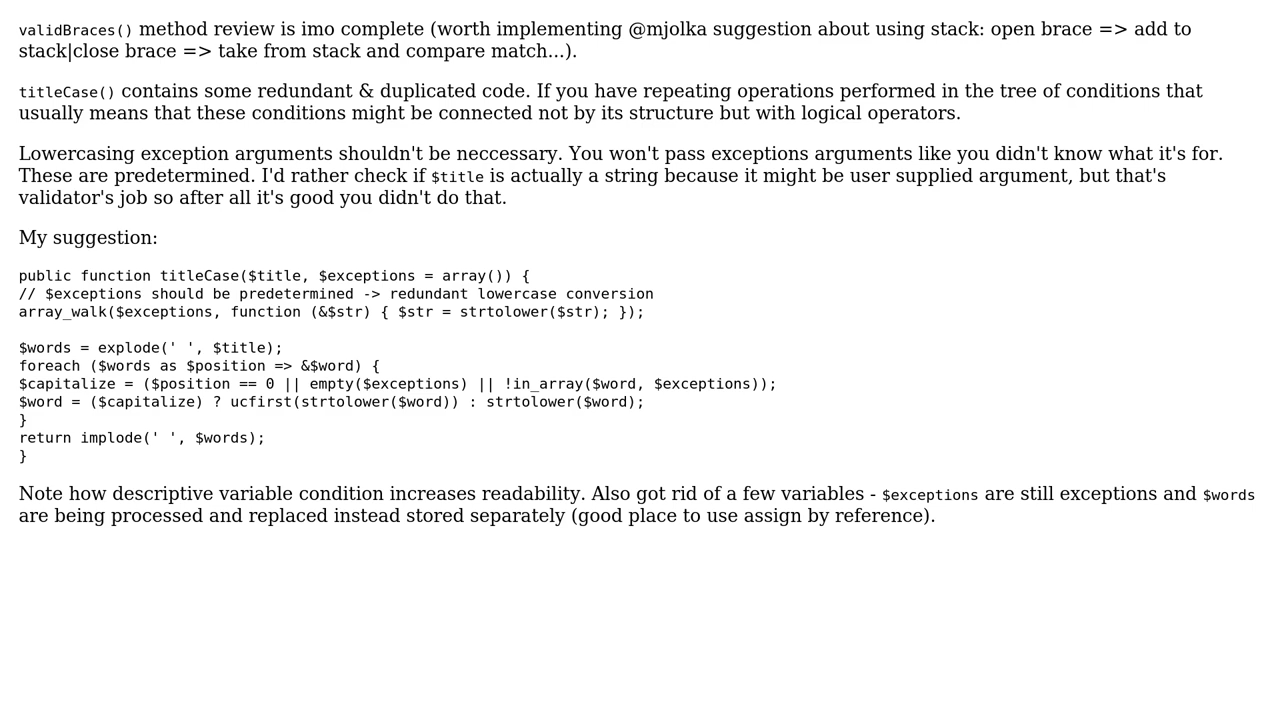 validBraces() method review is imo complete (worth implementing @mjolka suggestion about using stack: open brace => add to
stack|close brace => take from stack and compare match...).
titleCase() contains some redundant & duplicated code. If you have repeating operations performed in the tree of conditions that
usually means that these conditions might be connected not by its structure but with logical operators.
Lowercasing exception arguments shouldn't be neccessary. You won't pass exceptions arguments like you didn't know what it's for.
These are predetermined. I'd rather check if $title is actually a string because it might be user supplied argument, but that's
validator's job so after all it's good you didn't do that.
My suggestion:
public function titleCase($title, $exceptions = array()) {
// $exceptions should be predetermined -> redundant lowercase conversion
array_walk($exceptions, function (&$str) { $str = strtolower($str); });
$words = explode(' ', $title);
foreach ($words as $position => &$word) {
$capitalize = ($position == 0 || empty($exceptions) || !in_array($word, $exceptions));
$word = ($capitalize) ? ucfirst(strtolower($word)) : strtolower($word);
}
return implode(' ', $words);
}
Note how descriptive variable condition increases readability. Also got rid of a few variables - $exceptions are still exceptions and $words
are being processed and replaced instead stored separately (good place to use assign by reference).